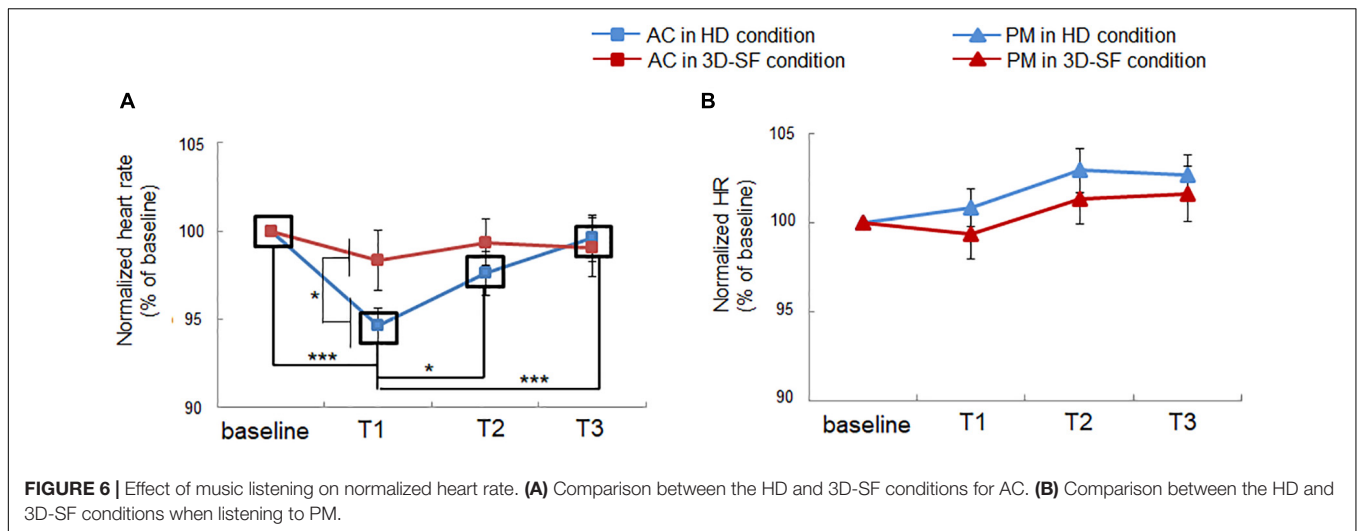 AC in HD condition
PM in HD condition
AC in 3D-SF condition
PM in 3D-SF condition
A
B
Normalized heart rate
(% of baseline)
105
100
95
90
*
***
*
***
baseline T1 T2 T3
Normalized HR
(% of baseline)
105
100
95
90
baseline T1 T2 T3
FIGURE 6 | Effect of music listening on normalized heart rate. (A) Comparison between the HD and 3D-SF conditions for AC. (B) Comparison between the HD and
3D-SF conditions when listening to PM.